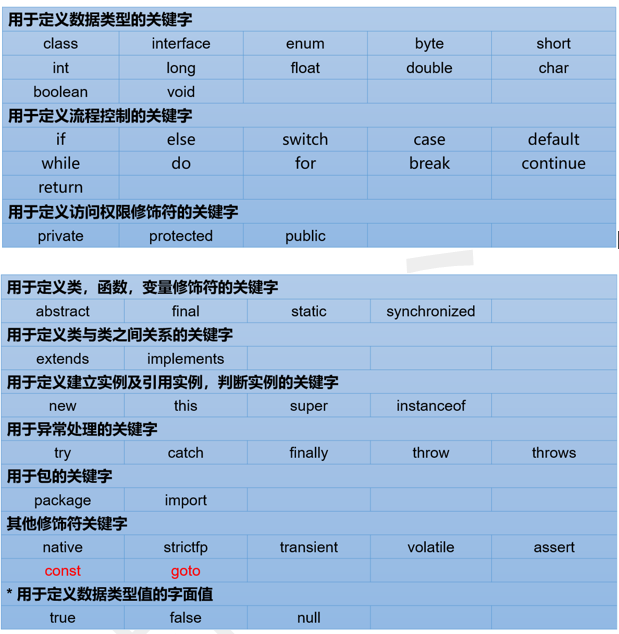 用于定义数据类型的关键字
class interface enum byte short
int long float double char
boolean void
用于定义流程控制的关键字
if else switch case default
while do for break continue
return
用于定义访问权限修饰符的关键字
private protected public
用于定义类，函数，变量修饰符的关键字
abstract final static synchronized
用于定义类与类之间关系的关键字
extends implements
用于定义建立实例及引用实例，判断实例的关键字
new this super instanceof
用于异常处理的关键字
try catch finally throw throws
用于包的关键字
package import
其他修饰符关键字
native strictfp transient volatile assert
const goto
* 用于定义数据类型值的字面值
true false null